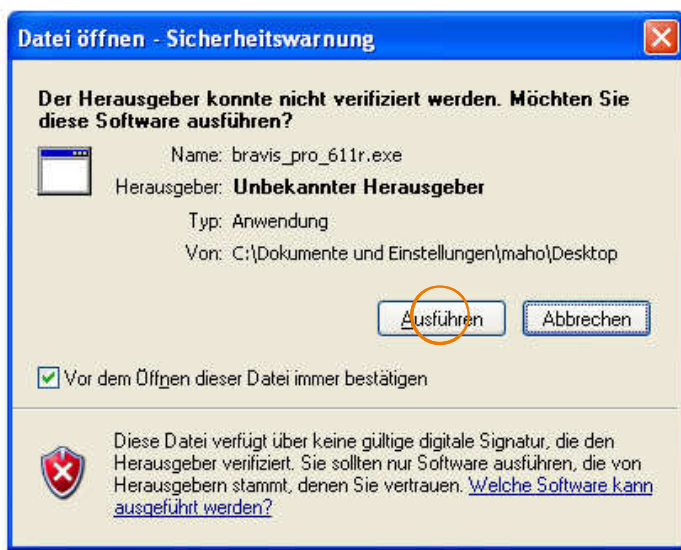 Datei öffnen - Sicherheitswarnung
Der Herausgeber konnte nicht verifiziert werden. Möchten Sie
diese Software ausführen?
Name: bravis_pro_611r.exe
Herausgeber: Unbekannter Herausgeber
Typ: Anwendung
Von: C:\Dokumente und Einstellungen\maho\Desktop
Ausführen Abbrechen
Vor dem Öffnen dieser Datei immer bestätigen
Diese Datei verfügt über keine gültige digitale Signatur, die den
Herausgeber verifiziert. Sie sollten nur Software ausführen, die von
Herausgebern stammt, denen Sie vertrauen. Welche Software kann
ausgeführt werden?